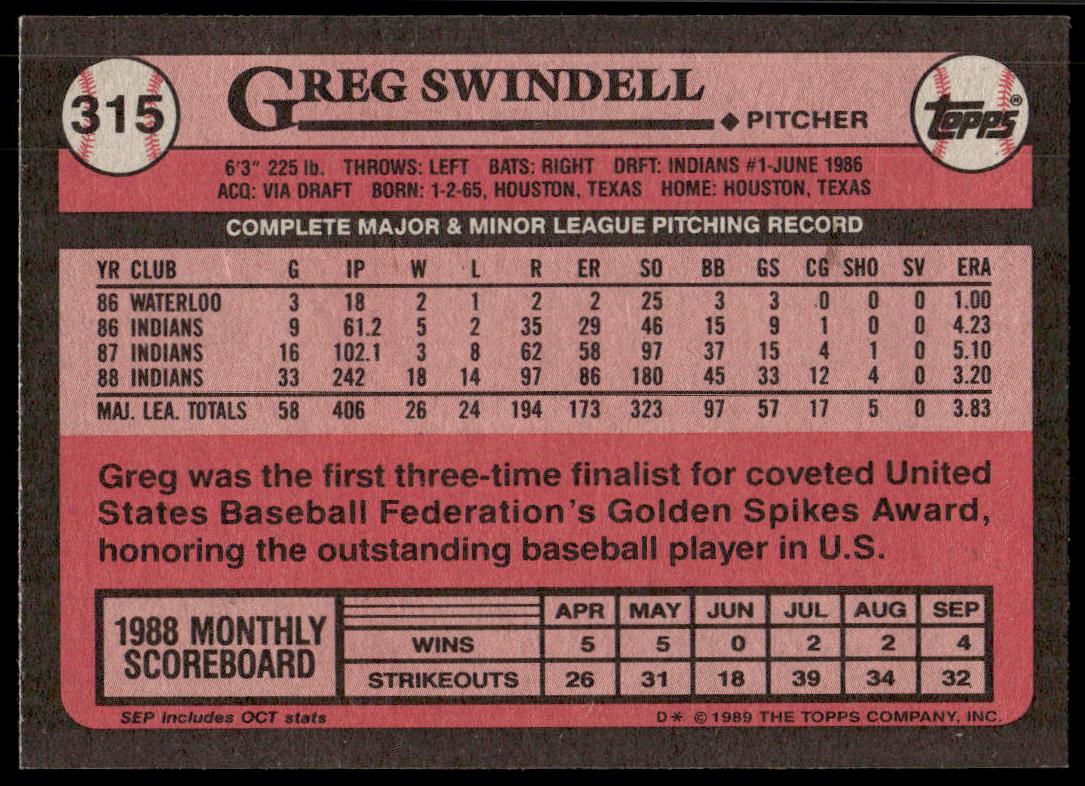 315
GREG SWINDELL
◆ PITCHER
TOPPS®
6'3" 225 lb. THROWS: LEFT BATS: RIGHT DRFT: INDIANS #1-JUNE 1986
ACQ: VIA DRAFT BORN: 1-2-65, HOUSTON, TEXAS HOME: HOUSTON, TEXAS
COMPLETE MAJOR & MINOR LEAGUE PITCHING RECORD
YR CLUB G IP W L R ER SO BB GS CG SHO SV ERA
86 WATERLOO 3 18 2 1 2 2 25 3 3 0 0 0 1.00
86 INDIANS 9 61.2 5 2 35 29 46 15 9 1 0 0 4.23
87 INDIANS 16 102.1 3 8 62 58 97 37 15 4 1 0 5.10
88 INDIANS 33 242 18 14 97 86 180 45 33 12 4 0 3.20
MAJ. LEA. TOTALS 58 406 26 24 194 173 323 97 57 17 5 0 3.83
Greg was the first three-time finalist for coveted United
States Baseball Federation's Golden Spikes Award,
honoring the outstanding baseball player in U.S.
1988 MONTHLY
SCOREBOARD
APR MAY JUN JUL AUG SEP
WINS 5 5 0 2 2 4
STRIKEOUTS 26 31 18 39 34 32
SEP includes OCT stats
D* © 1989 THE TOPPS COMPANY, INC.